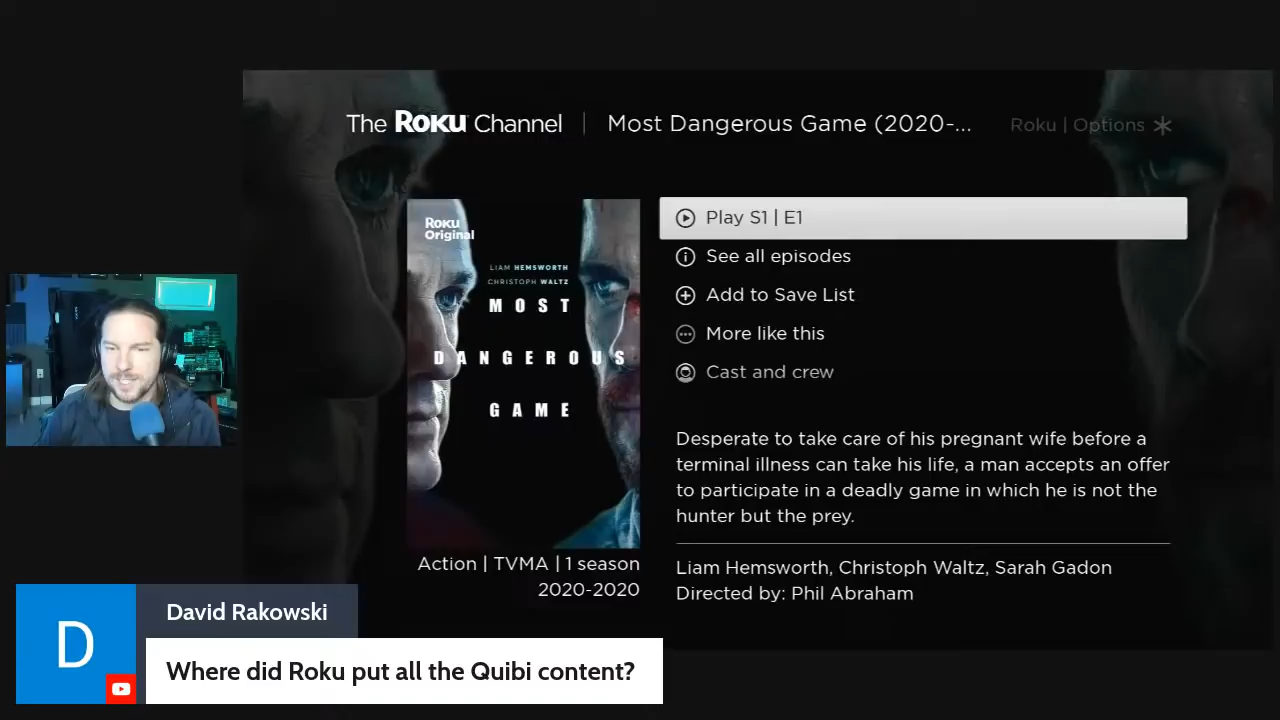 The Roku Channel | Most Dangerous Game (2020-...
Roku | Options
Roku
Original
LIAM HEMSWORTH
CHRISTOPH WALTZ
MOST
DANGEROUS
GAME
Action | TVMA | 1 season
2020-2020
Play S1 | E1
See all episodes
Add to Save List
More like this
Cast and crew
Desperate to take care of his pregnant wife before a
terminal illness can take his life, a man accepts an offer
to participate in a deadly game in which he is not the
hunter but the prey.
Liam Hemsworth, Christoph Waltz, Sarah Gadon
Directed by: Phil Abraham
D
David Rakowski
Where did Roku put all the Quibi content?